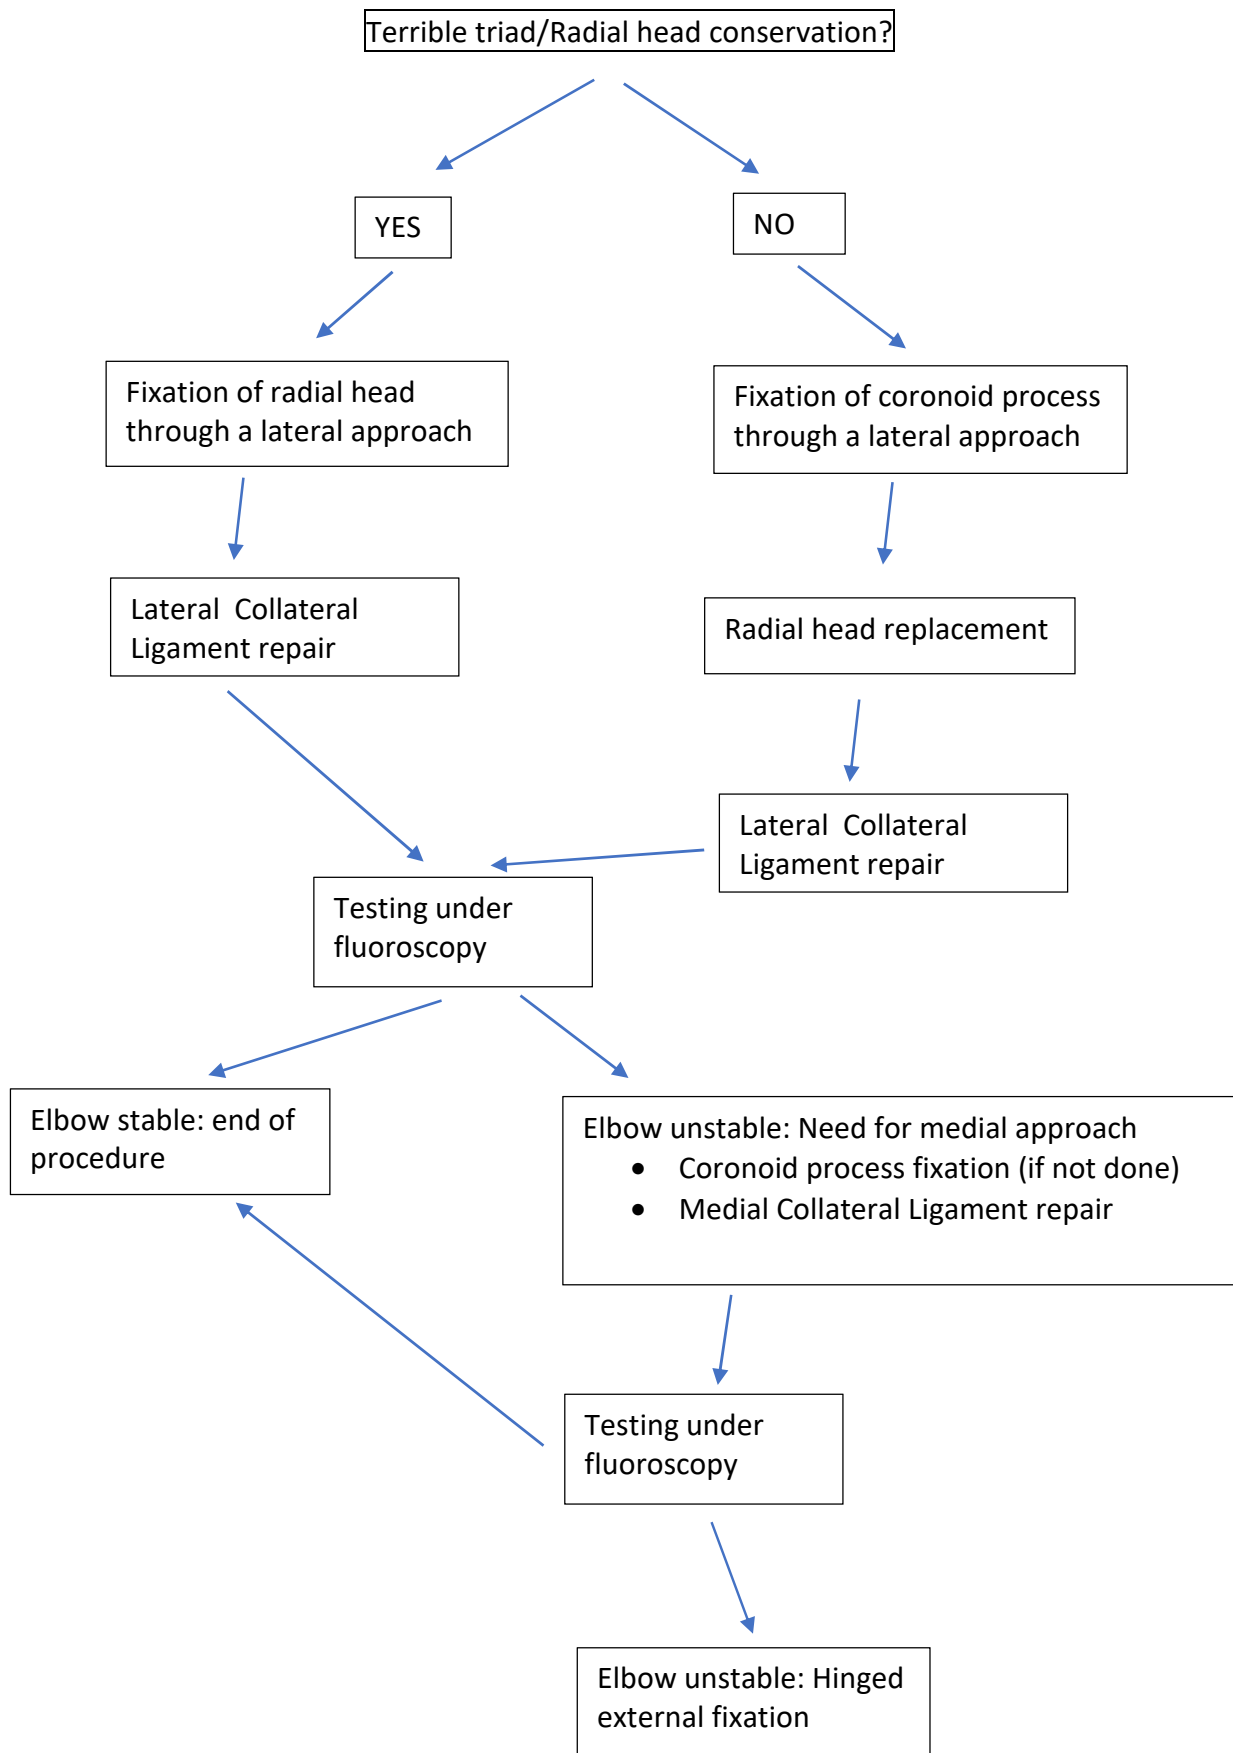 Terrible triad/Radial head conservation?
YES
NO
Fixation of radial head
through a lateral approach
Fixation of coronoid process
through a lateral approach
Lateral  Collateral
Ligament repair
Radial head replacement
Lateral  Collateral
Ligament repair
Testing under
fluoroscopy
Elbow stable: end of
procedure
Elbow unstable: Need for medial approach
• Coronoid process fixation (if not done)
• Medial Collateral Ligament repair
Testing under
fluoroscopy
Elbow unstable: Hinged
external fixation